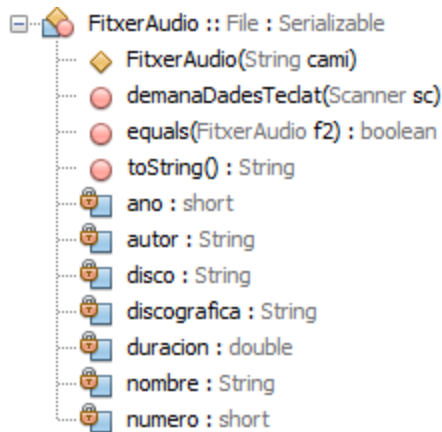 FitxerAudio :: File : Serializable
FitxerAudio(String cami)
demanaDadesTeclat(Scanner sc)
equals(FitxerAudio f2) : boolean
toString() : String
ano : short
autor : String
disco : String
discografica : String
duracion : double
nombre : String
numero : short